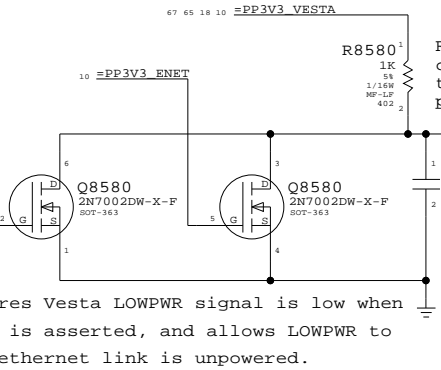 67 65 18 10 =PP3V3_VESTA
R8580 1
1K
5%
1/16W
MF-LF
402
2
10 =PP3V3_ENET
6
D
Q8580
2N7002DW-X-F
SOT-363
2
G
S
1
3
D
Q8580
2N7002DW-X-F
SOT-363
5
G
S
4
1
2
res Vesta LOWPWR signal is low when
is asserted, and allows LOWPWR to
ethernet link is unpowered.